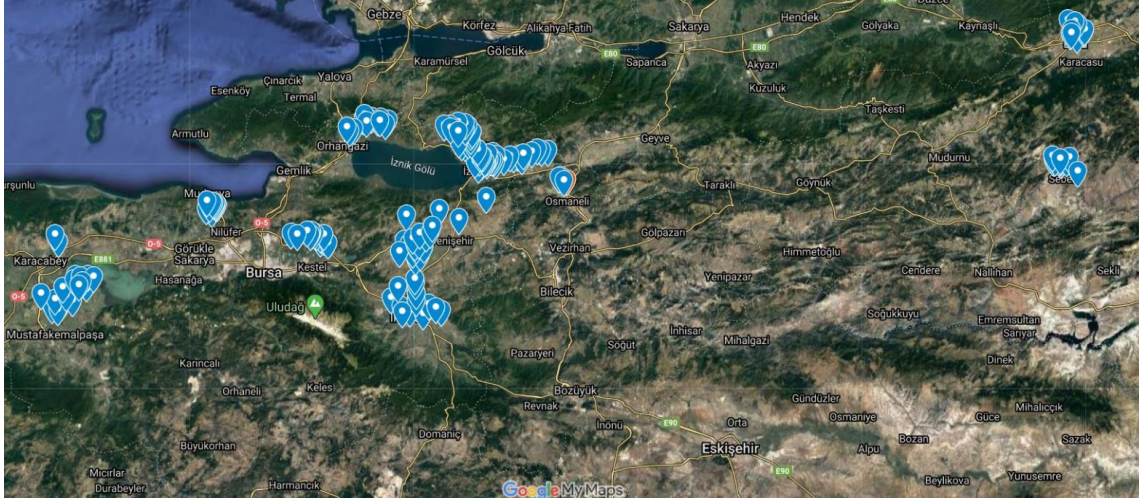 Gebze
Körfez
Alikahya Fatih
Sakarya
Hendek
Gölyaka
Kaynaşlı
Gölcük
E80
E80
Karamürsel
Sapanca
Akyazı
Karacasu
Çınarcık
Yalova
Esenköy
Termal
Kuzuluk
Taşkesti
Armutlu
Orhangazi
Geyve
İznik Gölü
Mudurnu
Gemlik
Taraklı
Göynük
Osmaneli
Nilüfer
O-5
Gölpazarı
O-5
Görükle
Sakarya
Vezirhan
Himmetoğlu
Karacabey
E881
Bursa
Kestel
Hasanağa
Yenipazar
Cendere
Nallıhan
Sekli
Bilecik
O-5
Uludağ
Soğukkuyu
Emremsultan
Sarıyar
Mustafakemalpaşa
İnhisar
Söğüt
Mihalgazi
Pazaryeri
Dinek
Karıncalı
Orhaneli
Keles
Bozüyük
Gündüzler
Revnak
Osmaniye
Güce
Mihalıççık
İnönü
E90
Orta
Domaniç
Bozan
Sazak
Büyükorhan
Eskişehir
Alpu
Mıcırlar
E90
Durabeyler
Harmancık
Beylikova
Yunusemre
Google My Maps